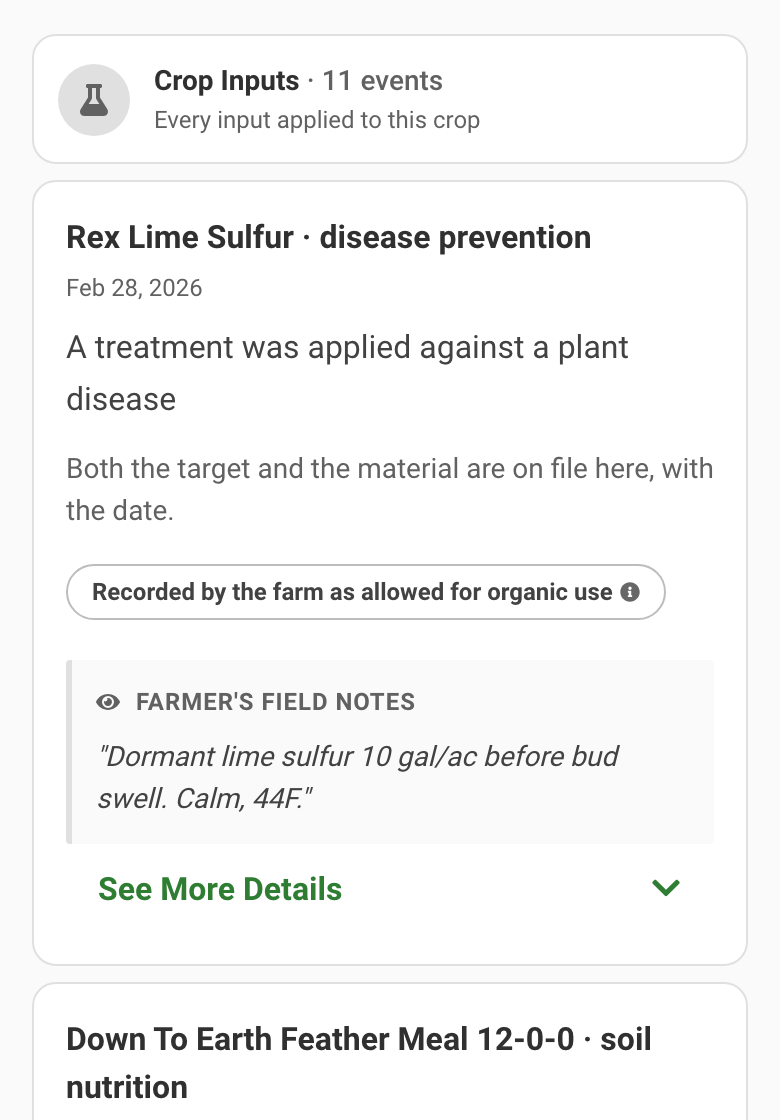 Crop Inputs · 11 events
Every input applied to this crop
Rex Lime Sulfur · disease prevention
Feb 28, 2026
A treatment was applied against a plant
disease
Both the target and the material are on file here, with
the date.
Recorded by the farm as allowed for organic use
FARMER'S FIELD NOTES
"Dormant lime sulfur 10 gal/ac before bud
swell. Calm, 44F."
See More Details
Down To Earth Feather Meal 12-0-0 · soil
nutrition